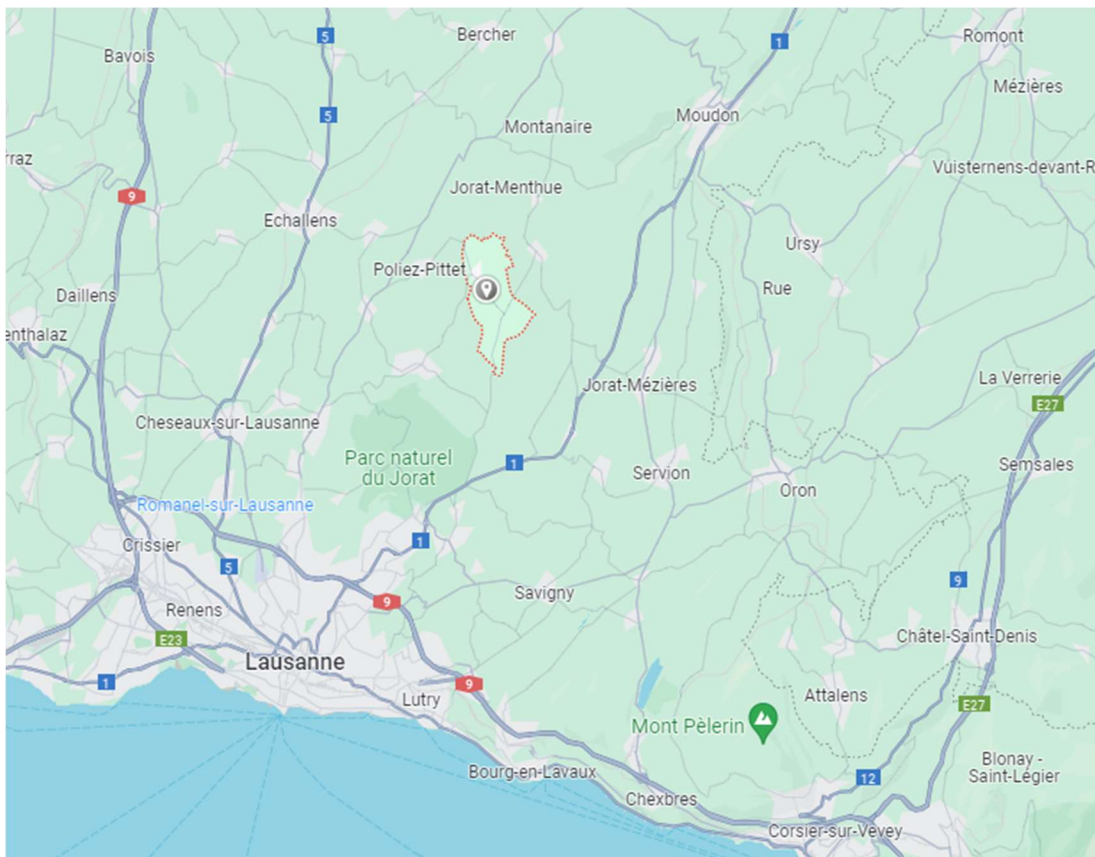 5
Bercher
1
Romont
Bavois
Mézières
5
Moudon
Montanaire
rraz
Vuisternens-devant-R
9
Jorat-Menthue
Echallens
Ursy
Poliez-Pittet
Rue
Daillens
enthalaz
Jorat-Mézières
La Verrerie
E27
Cheseaux-sur-Lausanne
Parc naturel
du Jorat
1
Servion
Semsales
Oron
Romanel-sur-Lausanne
Crissier
1
5
9
Savigny
9
Renens
E23
Châtel-Saint-Denis
Lausanne
1
Lutry
9
Attalens
E27
Mont Pèlerin
Blonay -
Saint-Légier
Bourg-en-Lavaux
12
Chexbres
Corsier-sur-Vevey